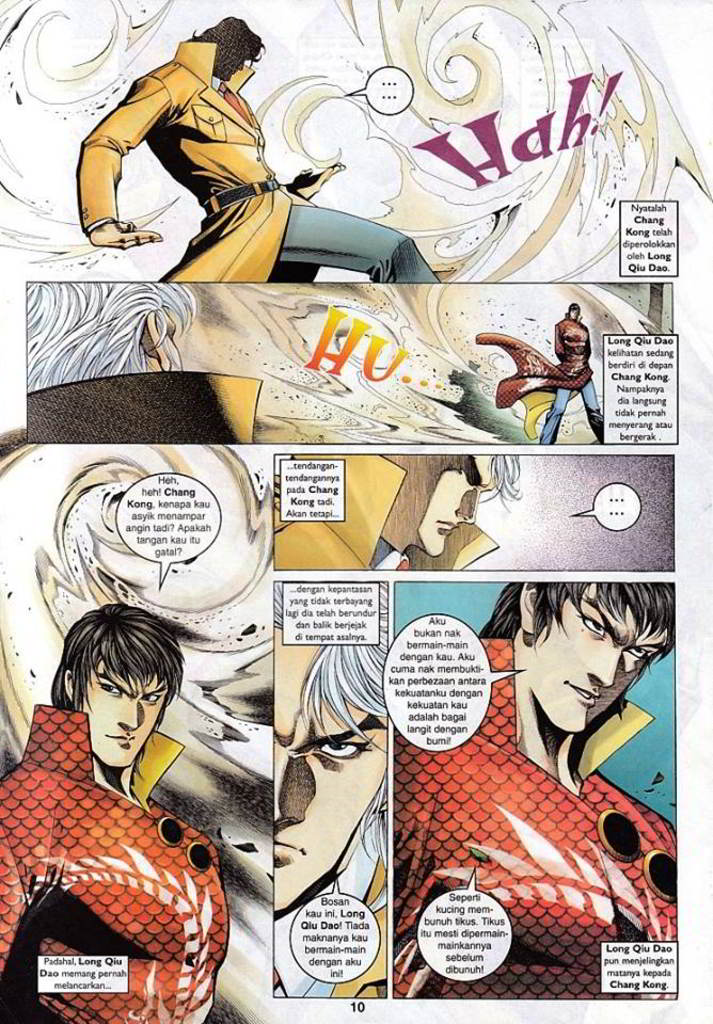 ...
...
Hah!
Nyatalah
Chang
Kong telah
diperolokkan
oleh Long
Qiu Dao.
HU...
Long Qiu Dao
kelihatan sedang
berdiri di depan
Chang Kong.
Nampaknya
dia langsung
tidak pernah
menyerang atau
bergerak .
Heh,
heh! Chang
Kong, kenapa kau
asyik menampar
angin tadi? Apakah
tangan kau itu
gatal?
Padahal, Long Qiu
Dao memang pernah
melancarkan...
...tendangan-
tendangannya
pada Chang
Kong tadi.
Akan tetapi...
...
...
...dengan kepantasan
yang tidak terbayang
lagi dia telah berundur
dan balik berjejak
di tempat asalnya.
Bosan
kau ini, Long
Qiu Dao! Tiada
maknanya kau
bermain-main
dengan aku
ini!
Aku
bukan nak
bermain-main
dengan kau. Aku
cuma nak membukti-
kan perbezaan antara
kekuatanku dengan
kekuatan kau
adalah bagai
langit dengan
bumi!
Seperti
kucing mem-
bunuh tikus. Tikus
itu mesti dipermain-
mainkannya
sebelum
dibunuh!
Long Qiu Dao
pun menjelingkan
matanya kepada
Chang Kong.
10